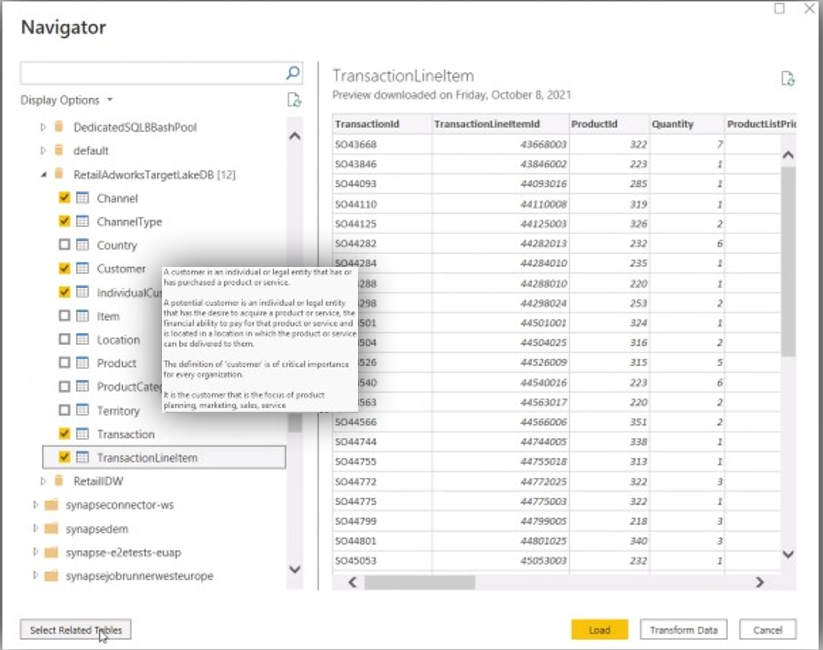 Navigator
Display Options
DedicatedSQLBBashPool
default
RetailAdworksTargetLakeDB [12]
Channel
ChannelType
Country
Customer
IndividualCus
Item
Location
Product
ProductCateg
Territory
Transaction
TransactionLineItem
RetailIDW
synapseconnector-ws
synapsedem
synapse-e2etests-euap
synapsejobrunnerwesteurope
A customer is an individual or legal entity that has or
has purchased a product or service.
A potential customer is an individual or legal entity
that has the desire to acquire a product or service, the
financial ability to pay for that product or service and
is located in a location in which the product or service
can be delivered to them.
The definition of 'customer' is of critical importance
for every organization.
It is the customer that is the focus of product
planning, marketing, sales, service
TransactionLineItem
Preview downloaded on Friday, October 8, 2021
TransactionId TransactionLineItemId ProductId Quantity ProductListPric
SO43668 43668003 322 7
SO43846 43846002 223 1
SO44093 44093016 285 1
SO44110 44110008 319 1
SO44125 44125003 326 2
SO44282 44282013 232 6
SO44284 44284010 235 1
288 44288010 220 1
298 44298024 253 2
501 44501001 324 1
504 44504025 316 2
526 44526009 315 5
540 44540016 223 6
563 44563017 220 2
SO44566 44566006 351 2
SO44744 44744005 338 1
SO44755 44755018 313 1
SO44772 44772025 322 3
SO44775 44775003 322 1
SO44799 44799005 218 3
SO44801 44801025 340 3
SO45053 45053003 232 1
Select Related Tables
Load
Transform Data
Cancel